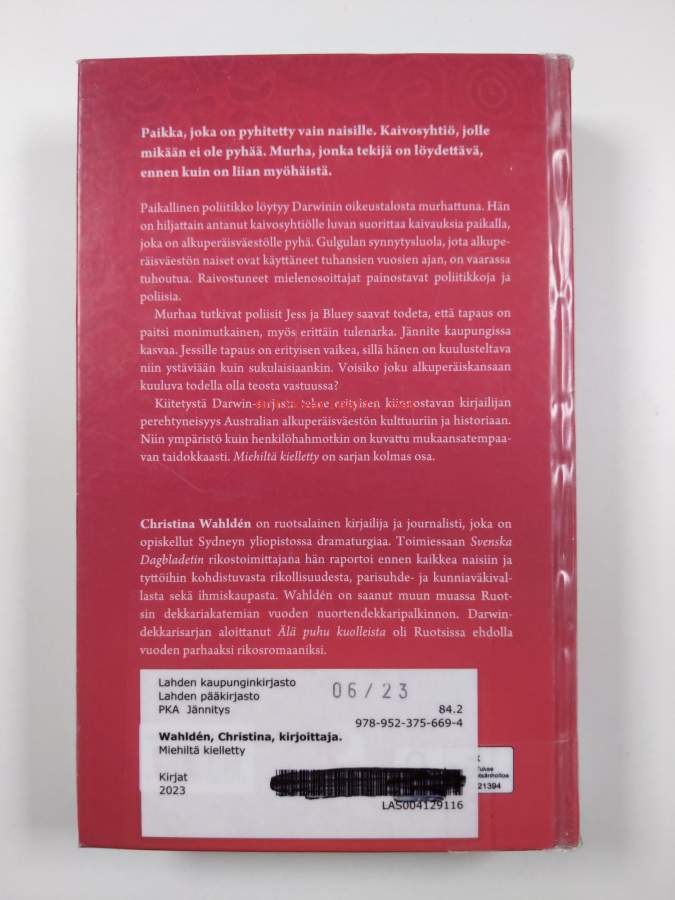 Paikka, joka on pyhitetty vain naisille. Kaivosyhtiö, jolle
mikään ei ole pyhää. Murha, jonka tekijä on löydettävä,
ennen kuin on liian myöhäistä.
Paikallinen poliitikko löytyy Darwinin oikeustalosta murhattuna. Hän
on hiljattain antanut kaivosyhtiölle luvan suorittaa kaivauksia paikalla,
joka on alkuperäisväestölle pyhä. Gulgulan synnytysluola, jota alkupe-
räisväestön naiset ovat käyttäneet tuhansien vuosien ajan, on vaarassa
tuhoutua. Raivostuneet mielenosoittajat painostavat poliitikkoja ja
poliisia.
Murhaa tutkivat poliisit Jess ja Bluey saavat todeta, että tapaus on
paitsi monimutkainen, myös erittäin tulenarka. Jännite kaupungissa
kasvaa. Jessille tapaus on erityisen vaikea, sillä hänen on kuulusteltava
niin ystäviään kuin sukulaisiaankin. Voisiko joku alkuperäiskansaan
kuuluva todella olla teosta vastuussa?
Kiitetystä Darwin-sarjasta tekee erityisen kiinnostavan kirjailijan
perehtyneisyys Australian alkuperäisväestön kulttuuriin ja historiaan.
Niin ympäristö kuin henkilöhahmotkin on kuvattu mukaansatempaa-
van taidokkaasti. Miehiltä kielletty on sarjan kolmas osa.
Christina Wahldén on ruotsalainen kirjailija ja journalisti, joka on
opiskellut Sydneyn yliopistossa dramaturgiaa. Toimiessaan Svenska
Dagbladetin rikostoimittajana hän raportoi ennen kaikkea naisiin ja
tyttöihin kohdistuvasta rikollisuudesta, parisuhde- ja kunniaväkival-
lasta sekä ihmiskaupasta. Wahldén on saanut muun muassa Ruot-
sin dekkariakatemian vuoden nuortendekkaripalkinnon. Darwin-
dekkarisarjan aloittanut Älä puhu kuolleista oli Ruotsissa ehdolla
vuoden parhaaksi rikosromaaniksi.
Lahden kaupunginkirjasto
06/23
Lahden pääkirjasto
PKA Jännitys 84.2
978-952-375-669-4
Wahldén, Christina, kirjoittaja.
Miehiltä kielletty
Kirjat
2023
LAS004129116
21394